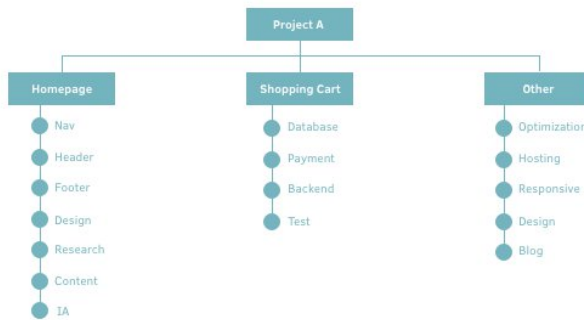 Project A
Homepage
Nav
Header
Footer
Design
Research
Content
IA
Shopping Cart
Database
Payment
Backend
Test
Other
Optimization
Hosting
Responsive
Design
Blog